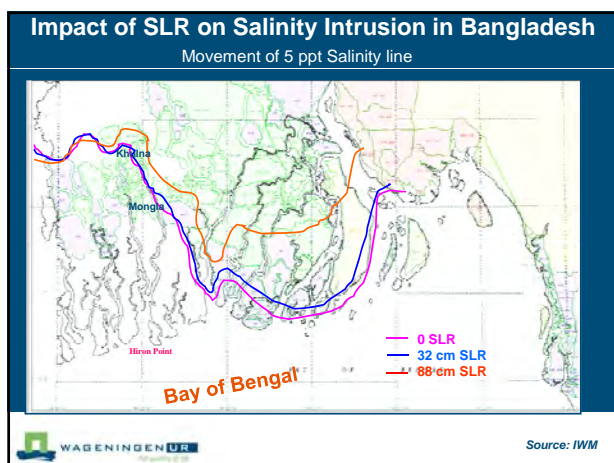 Impact of SLR on Salinity Intrusion in Bangladesh
Movement of 5 ppt Salinity line
Khulna
Mongla
Hiron Point
0 SLR
32 cm SLR
88 cm SLR
Bay of Bengal
WAGENINGEN UR
Source: IWM